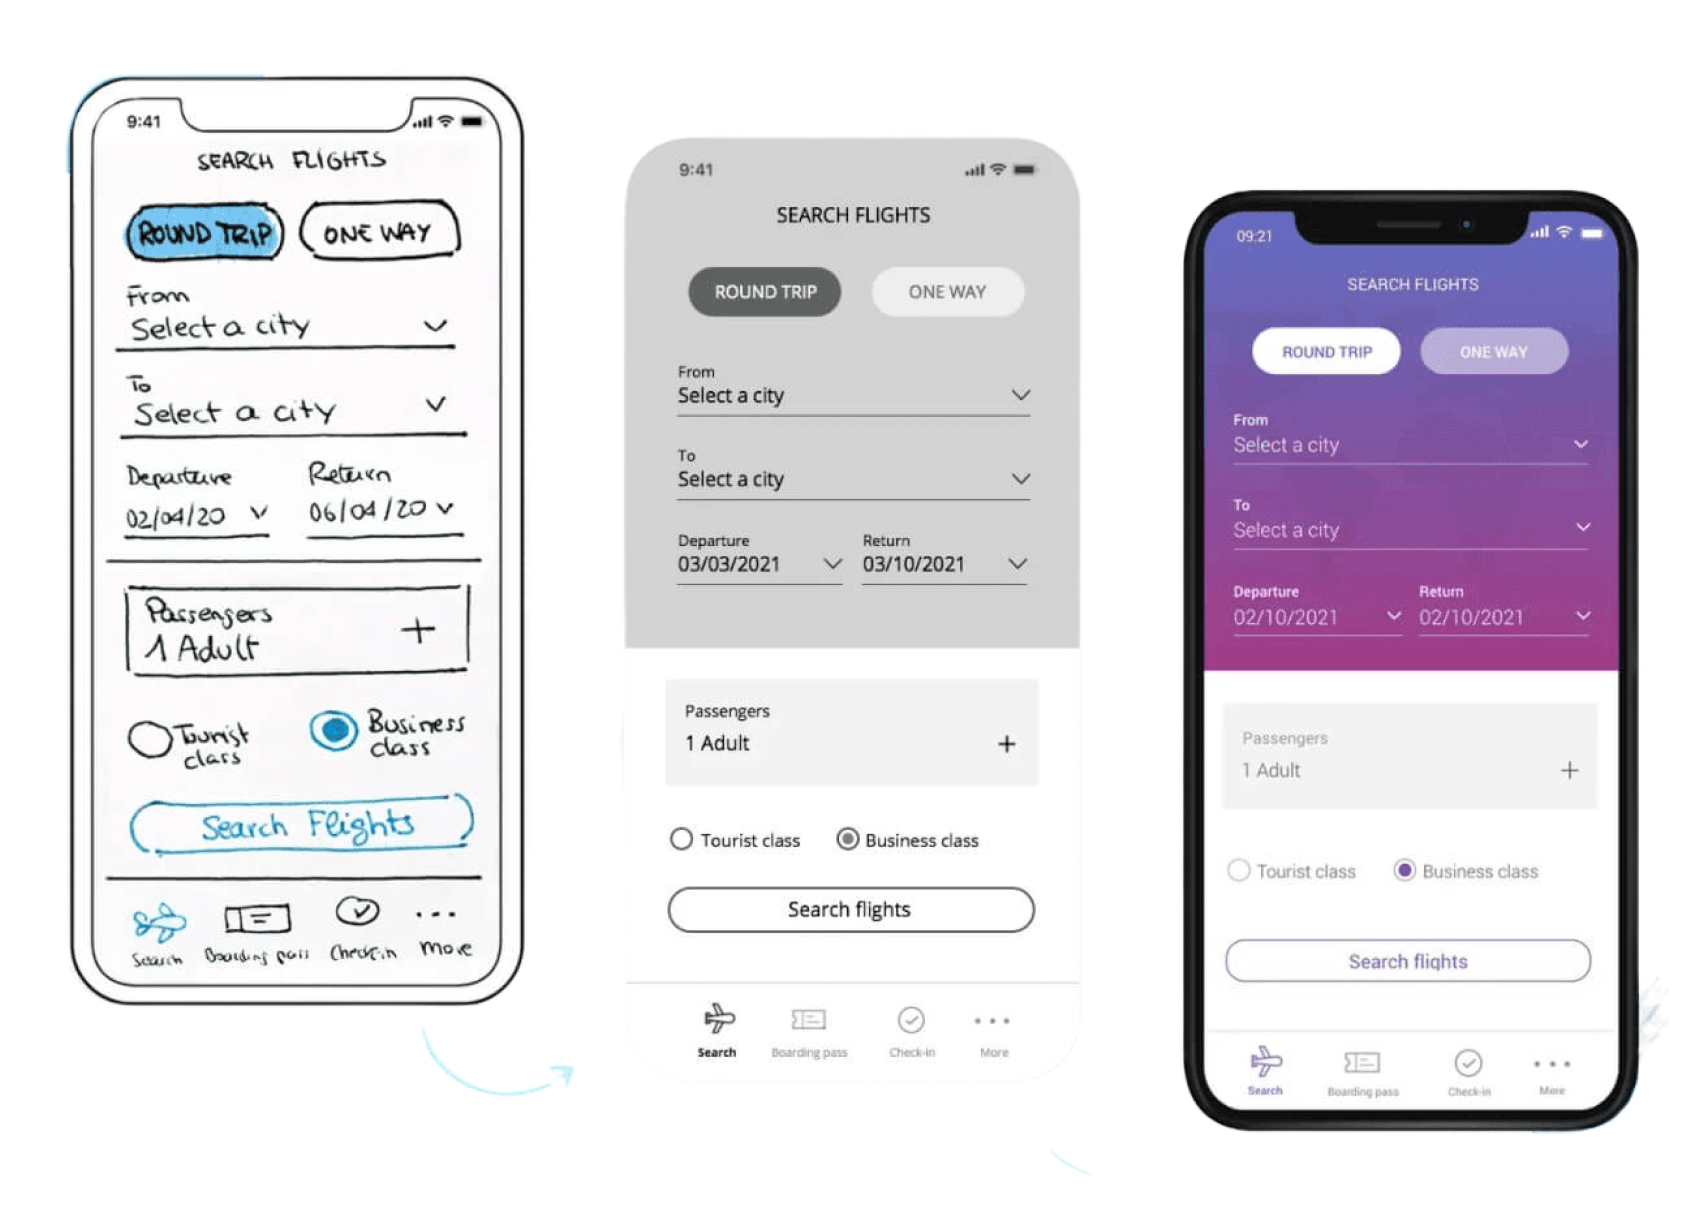 9:41
SEARCH FLIGHTS
ROUND TRIP ONE WAY
From
Select a city
To
Select a city
Departure Return
02/04/20 06/04/20
Passengers
1 Adult
Tourist class
Business class
Search Flights
Search Boarding pass Check-in More
9:41
SEARCH FLIGHTS
ROUND TRIP ONE WAY
From
Select a city
To
Select a city
Departure Return
03/03/2021 03/10/2021
Passengers
1 Adult
Tourist class Business class
Search flights
Search Boarding pass Check-in More
09:21
SEARCH FLIGHTS
ROUND TRIP ONE WAY
From
Select a city
To
Select a city
Departure Return
02/10/2021 02/10/2021
Passengers
1 Adult
Tourist class Business class
Search flights
Search Boarding pass Check-in More